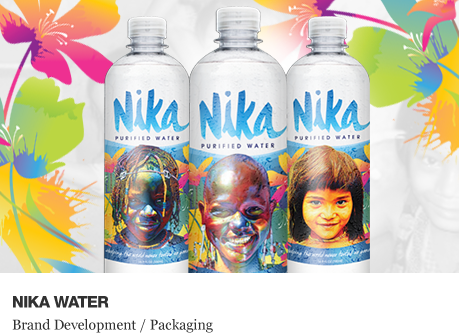 Nika
PURIFIED WATER
Nika
PURIFIED WATER
Nika
PURIFIED WATER
NIKA WATER
Brand Development / Packaging